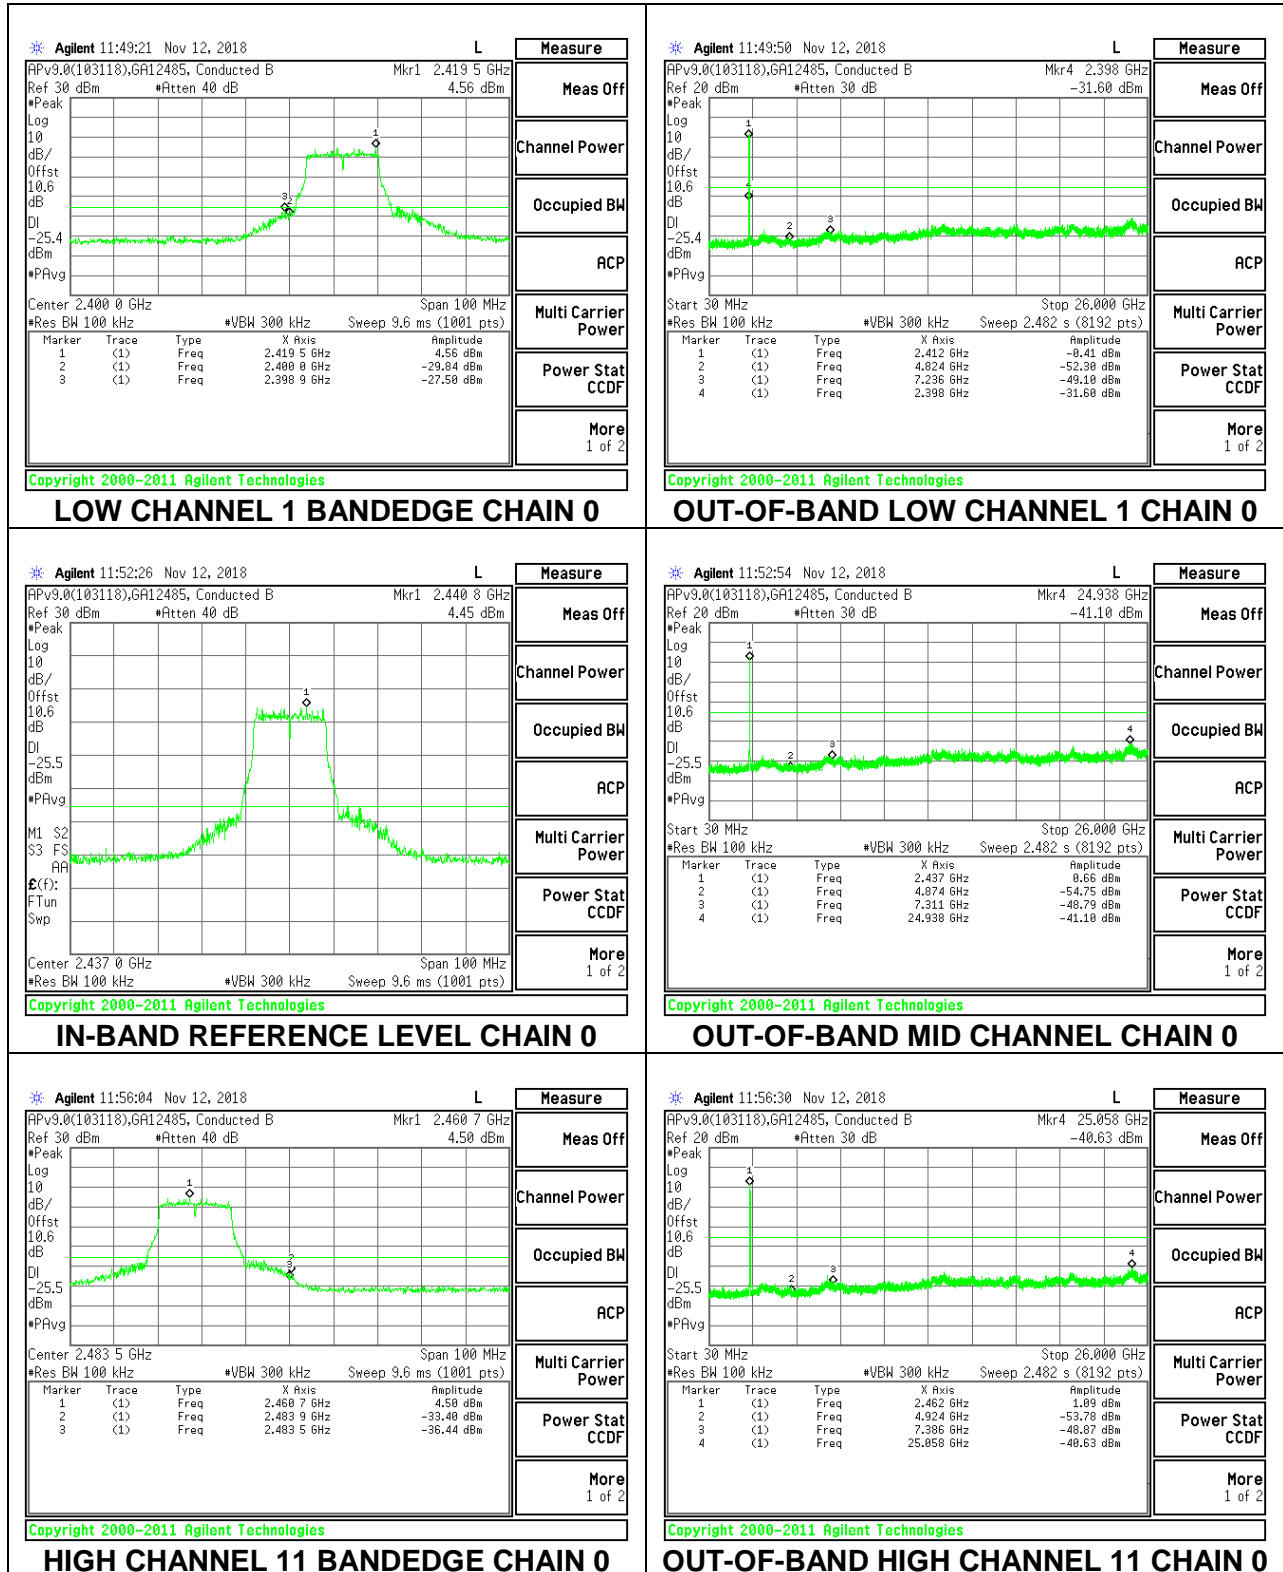 Agilent 11:49:21 Nov 12, 2018 L
APv9.0(103118),GA12485, Conducted B Mkr1 2.419 5 GHz
Ref 30 dBm #Atten 40 dB 4.56 dBm
#Peak
Log
10
dB/
Offst
10.6
dB
DI
-25.4
dBm
#PAvg
1
3
2
Center 2.400 0 GHz Span 100 MHz
#Res BW 100 kHz #VBW 300 kHz Sweep 9.6 ms (1001 pts)
Marker Trace Type X Axis Amplitude
1 (1) Freq 2.419 5 GHz 4.56 dBm
2 (1) Freq 2.400 0 GHz -29.84 dBm
3 (1) Freq 2.398 9 GHz -27.50 dBm
Measure
Meas Off
Channel Power
Occupied BW
ACP
Multi Carrier
Power
Power Stat
CCDF
More
1 of 2
Copyright 2000-2011 Agilent Technologies
LOW CHANNEL 1 BANDEDGE CHAIN 0
Agilent 11:49:50 Nov 12, 2018 L
APv9.0(103118),GA12485, Conducted B Mkr4 2.398 GHz
Ref 20 dBm #Atten 30 dB -31.60 dBm
#Peak
Log
10
dB/
Offst
10.6
dB
DI
-25.4
dBm
#PAvg
1
4
2
3
Start 30 MHz Stop 26.000 GHz
#Res BW 100 kHz #VBW 300 kHz Sweep 2.482 s (8192 pts)
Marker Trace Type X Axis Amplitude
1 (1) Freq 2.412 GHz -0.41 dBm
2 (1) Freq 4.824 GHz -52.30 dBm
3 (1) Freq 7.236 GHz -49.10 dBm
4 (1) Freq 2.398 GHz -31.60 dBm
Measure
Meas Off
Channel Power
Occupied BW
ACP
Multi Carrier
Power
Power Stat
CCDF
More
1 of 2
Copyright 2000-2011 Agilent Technologies
OUT-OF-BAND LOW CHANNEL 1 CHAIN 0
Agilent 11:52:26 Nov 12, 2018 L
APv9.0(103118),GA12485, Conducted B Mkr1 2.440 8 GHz
Ref 30 dBm #Atten 40 dB 4.45 dBm
#Peak
Log
10
dB/
Offst
10.6
dB
DI
-25.5
dBm
#PAvg
M1 S2
S3 FS
AA
£(f):
FTun
Swp
1
Center 2.437 0 GHz Span 100 MHz
#Res BW 100 kHz #VBW 300 kHz Sweep 9.6 ms (1001 pts)
Measure
Meas Off
Channel Power
Occupied BW
ACP
Multi Carrier
Power
Power Stat
CCDF
More
1 of 2
Copyright 2000-2011 Agilent Technologies
IN-BAND REFERENCE LEVEL CHAIN 0
Agilent 11:52:54 Nov 12, 2018 L
APv9.0(103118),GA12485, Conducted B Mkr4 24.938 GHz
Ref 20 dBm #Atten 30 dB -41.10 dBm
#Peak
Log
10
dB/
Offst
10.6
dB
DI
-25.5
dBm
#PAvg
1
2
3
4
Start 30 MHz Stop 26.000 GHz
#Res BW 100 kHz #VBW 300 kHz Sweep 2.482 s (8192 pts)
Marker Trace Type X Axis Amplitude
1 (1) Freq 2.437 GHz 0.66 dBm
2 (1) Freq 4.874 GHz -54.75 dBm
3 (1) Freq 7.311 GHz -48.79 dBm
4 (1) Freq 24.938 GHz -41.10 dBm
Measure
Meas Off
Channel Power
Occupied BW
ACP
Multi Carrier
Power
Power Stat
CCDF
More
1 of 2
Copyright 2000-2011 Agilent Technologies
OUT-OF-BAND MID CHANNEL CHAIN 0
Agilent 11:56:04 Nov 12, 2018 L
APv9.0(103118),GA12485, Conducted B Mkr1 2.460 7 GHz
Ref 30 dBm #Atten 40 dB 4.50 dBm
#Peak
Log
10
dB/
Offst
10.6
dB
DI
-25.5
dBm
#PAvg
1
2
3
Center 2.483 5 GHz Span 100 MHz
#Res BW 100 kHz #VBW 300 kHz Sweep 9.6 ms (1001 pts)
Marker Trace Type X Axis Amplitude
1 (1) Freq 2.460 7 GHz 4.50 dBm
2 (1) Freq 2.483 9 GHz -33.40 dBm
3 (1) Freq 2.483 5 GHz -36.44 dBm
Measure
Meas Off
Channel Power
Occupied BW
ACP
Multi Carrier
Power
Power Stat
CCDF
More
1 of 2
Copyright 2000-2011 Agilent Technologies
HIGH CHANNEL 11 BANDEDGE CHAIN 0
Agilent 11:56:30 Nov 12, 2018 L
APv9.0(103118),GA12485, Conducted B Mkr4 25.058 GHz
Ref 20 dBm #Atten 30 dB -40.63 dBm
#Peak
Log
10
dB/
Offst
10.6
dB
DI
-25.5
dBm
#PAvg
1
2
3
4
Start 30 MHz Stop 26.000 GHz
#Res BW 100 kHz #VBW 300 kHz Sweep 2.482 s (8192 pts)
Marker Trace Type X Axis Amplitude
1 (1) Freq 2.462 GHz 1.09 dBm
2 (1) Freq 4.924 GHz -53.78 dBm
3 (1) Freq 7.386 GHz -48.87 dBm
4 (1) Freq 25.058 GHz -40.63 dBm
Measure
Meas Off
Channel Power
Occupied BW
ACP
Multi Carrier
Power
Power Stat
CCDF
More
1 of 2
Copyright 2000-2011 Agilent Technologies
OUT-OF-BAND HIGH CHANNEL 11 CHAIN 0